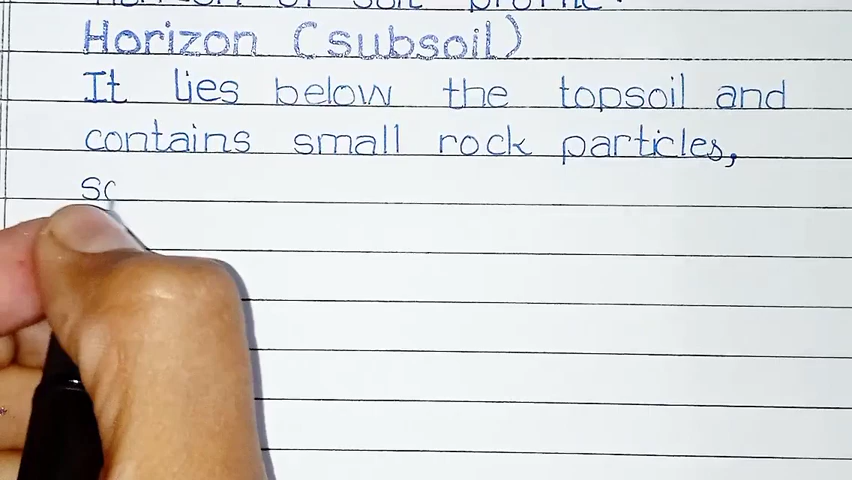 Horizon (subsoil)
It lies below the topsoil and
contains small rock particles,